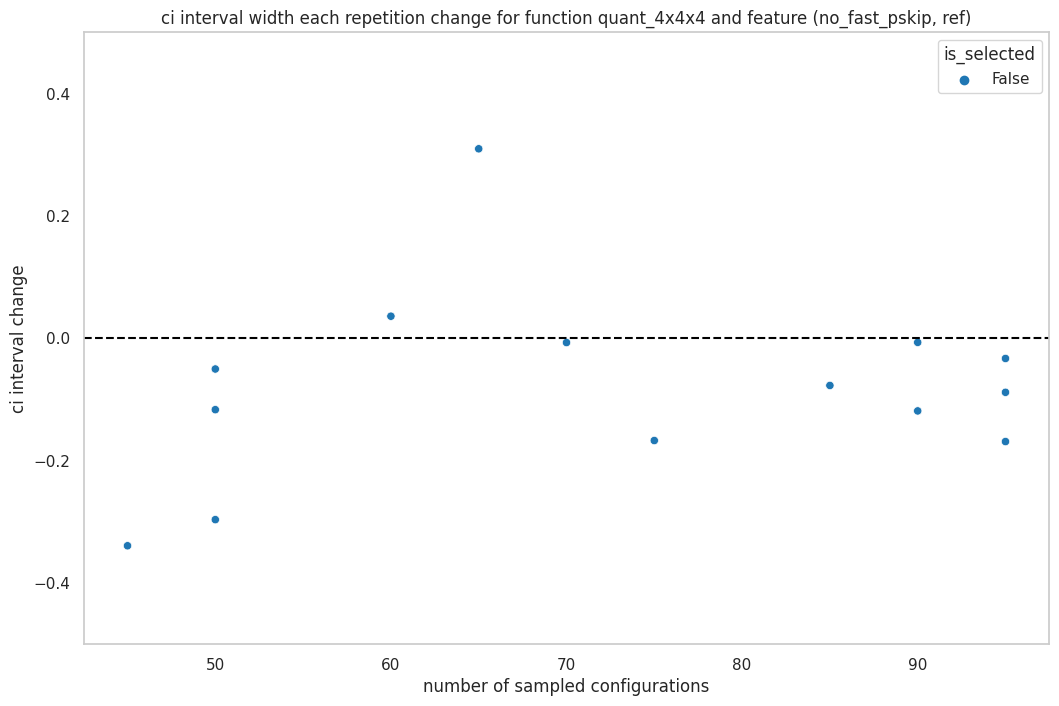 ci interval width each repetition change for function quant_4x4x4 and feature (no_fast_pskip, ref)
is_selected
False
0.4
0.2
0.0
−0.2
−0.4
ci interval change
50
60
70
80
90
number of sampled configurations